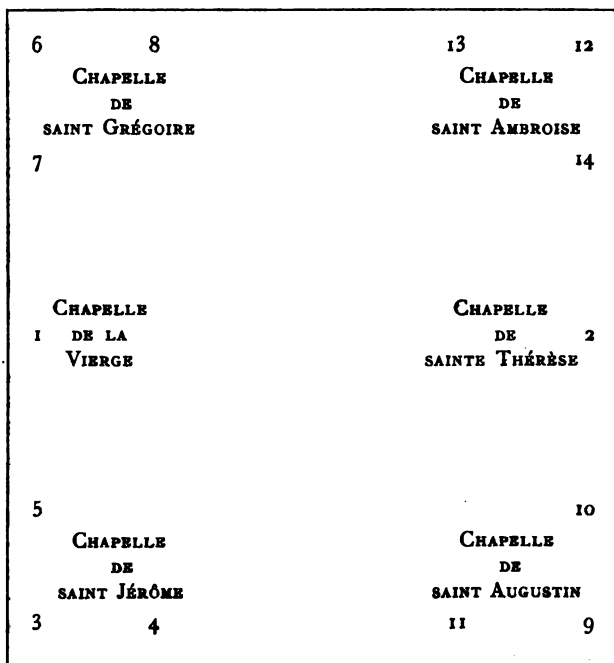 6 8 13 12
Chapelle Chapelle
de de
saint Grégoire saint Ambroise
7 14
Chapelle Chapelle
1 de la de 2
Vierge sainte Thérèse
5 10
Chapelle Chapelle
de de
saint Jérôme saint Augustin
3 4 11 9